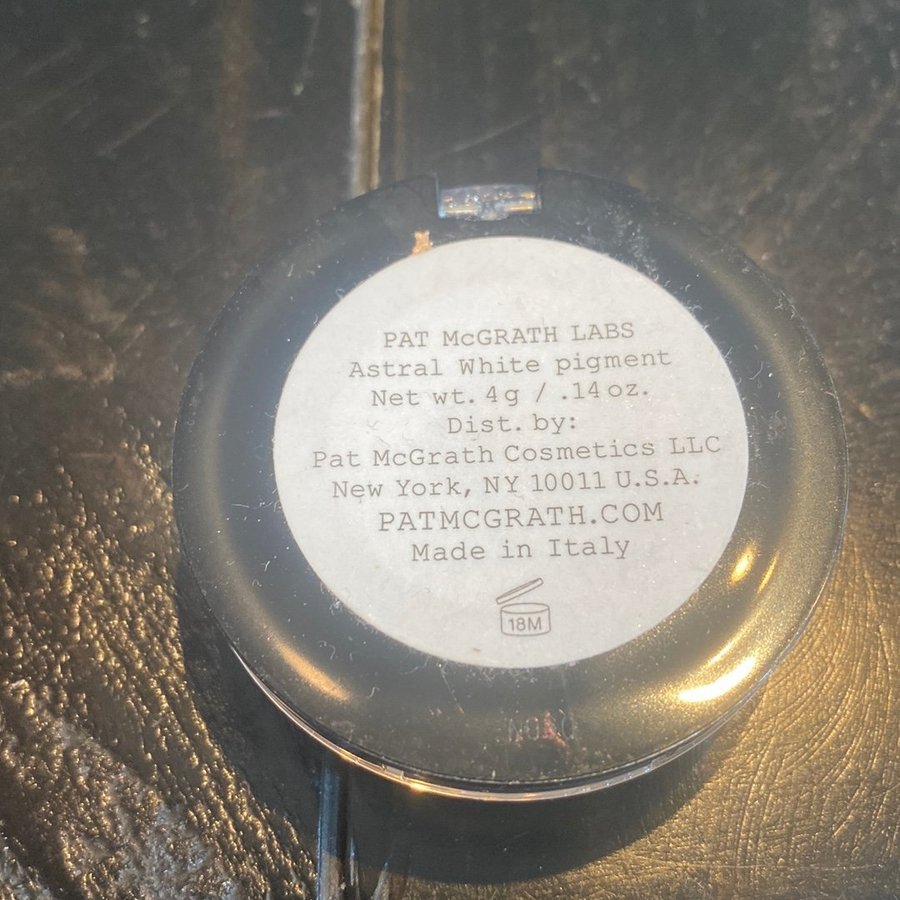 PAT McGRATH LABS
Astral White pigment
Net wt. 4g / .14 oz.
Dist. by:
Pat McGrath Cosmetics LLC
New York, NY 10011 U.S.A.
PATMCGRATH.COM
Made in Italy
18M